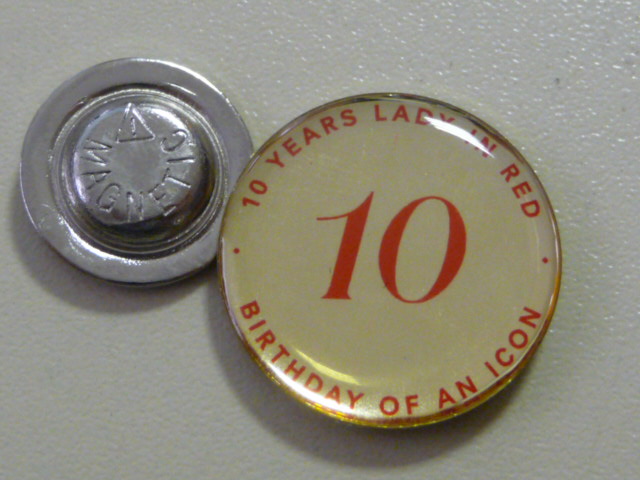 MAGNETIC
10 YEARS LADY IN RED
10
BIRTHDAY OF AN ICON